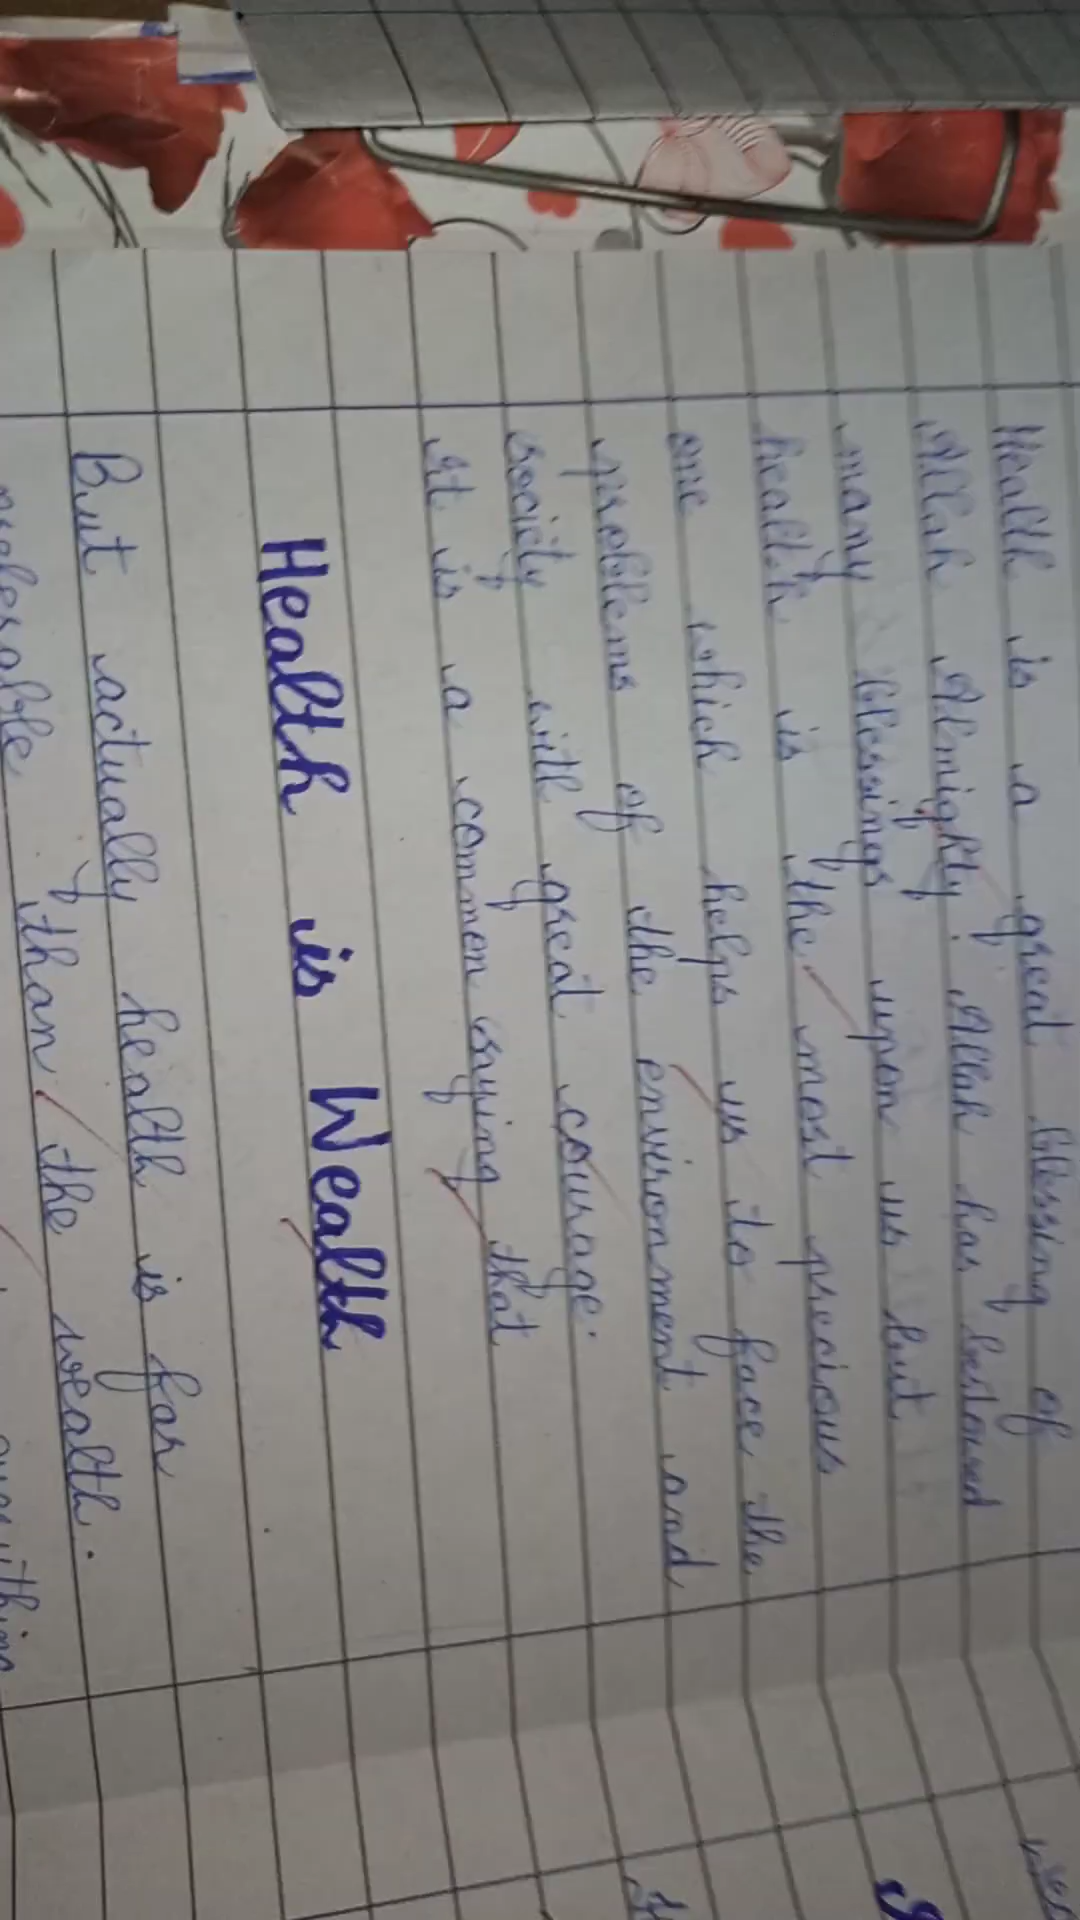 Health is a great blessing of
Allah Almighty. Allah has bestowed
many blessings upon us but
health is the most precious
one which helps us to face the
problems of the environment and
society with great courage.
It is a common saying that
Health is Wealth
But actually health is far
than the wealth.